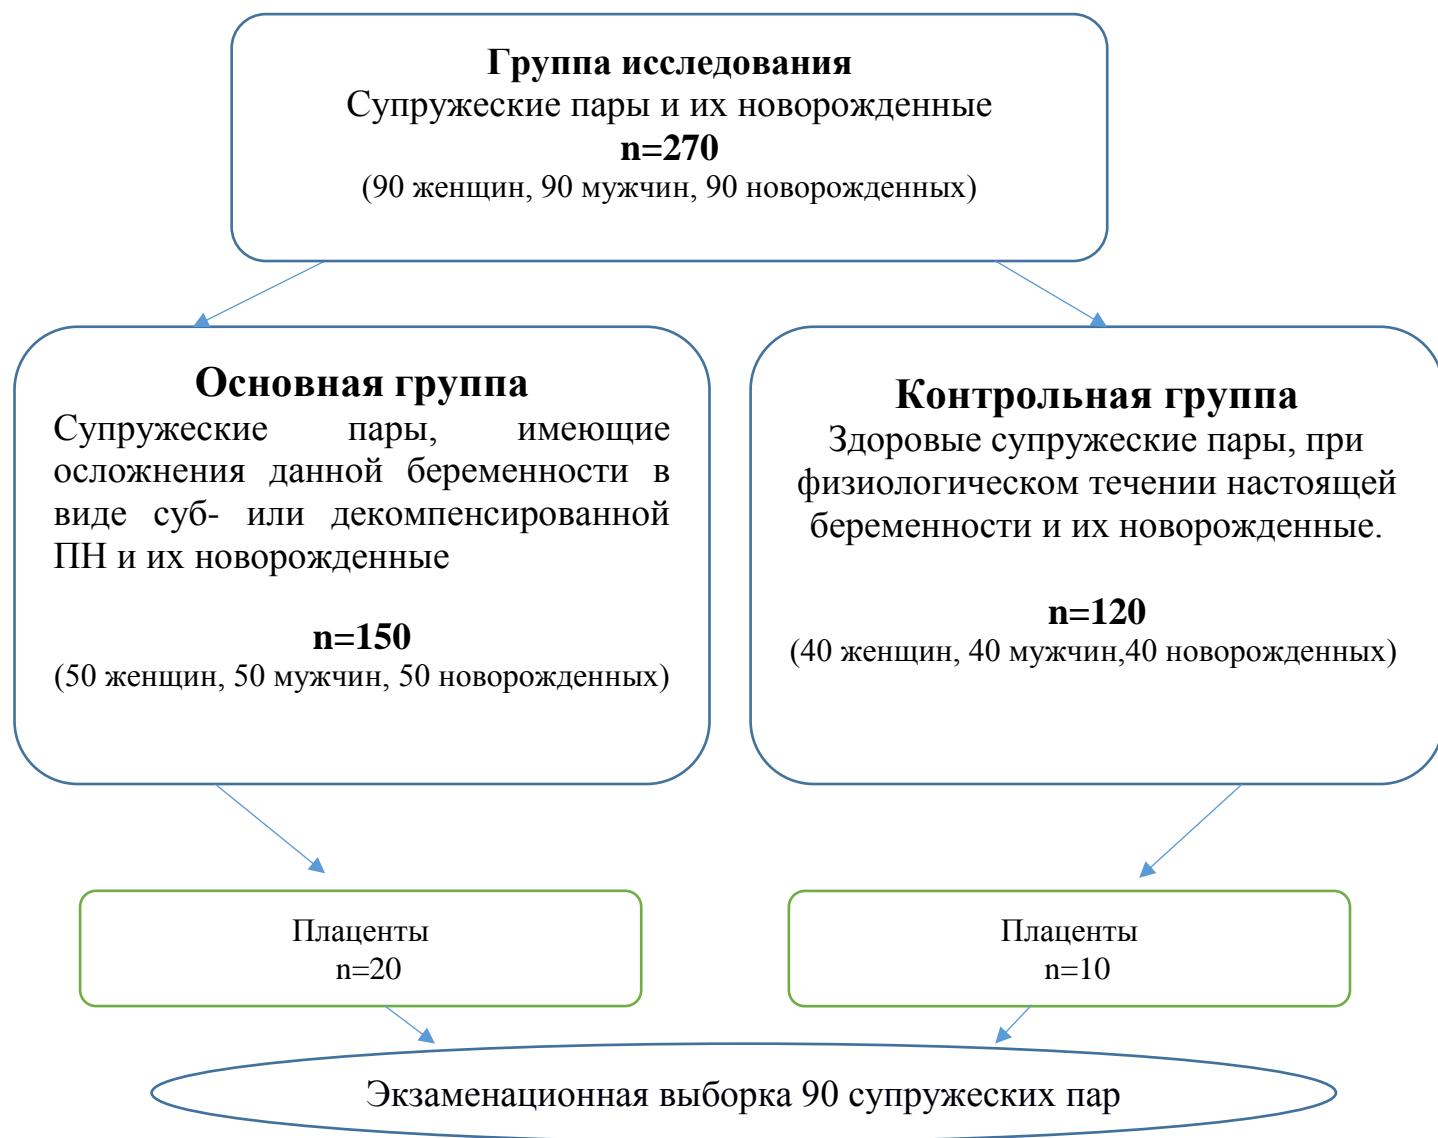 Группа исследования
Супружеские пары и их новорожденные
n=270
(90 женщин, 90 мужчин, 90 новорожденных)
Основная группа
Супружеские пары, имеющие
осложнения данной беременности в
виде суб- или декомпенсированной
ПН и их новорожденные
n=150
(50 женщин, 50 мужчин, 50 новорожденных)
Контрольная группа
Здоровые супружеские пары, при
физиологическом течении настоящей
беременности и их новорожденные.
n=120
(40 женщин, 40 мужчин,40 новорожденных)
Плаценты
n=20
Плаценты
n=10
Экзаменационная выборка 90 супружеских пар